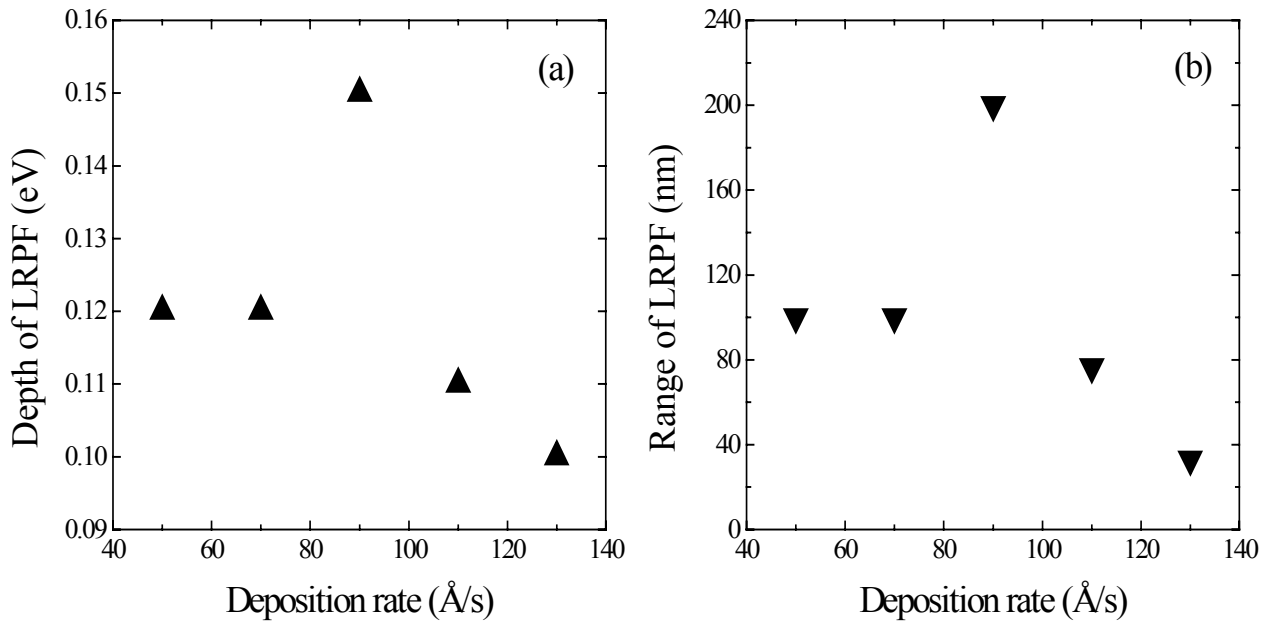 (a)
Depth of LRPF (eV)
0.16
0.15
0.14
0.13
0.12
0.11
0.10
0.09
40 60 80 100 120 140
Deposition rate (Å/s)
(b)
Range of LRPF (nm)
240
200
160
120
80
40
0
40 60 80 100 120 140
Deposition rate (Å/s)